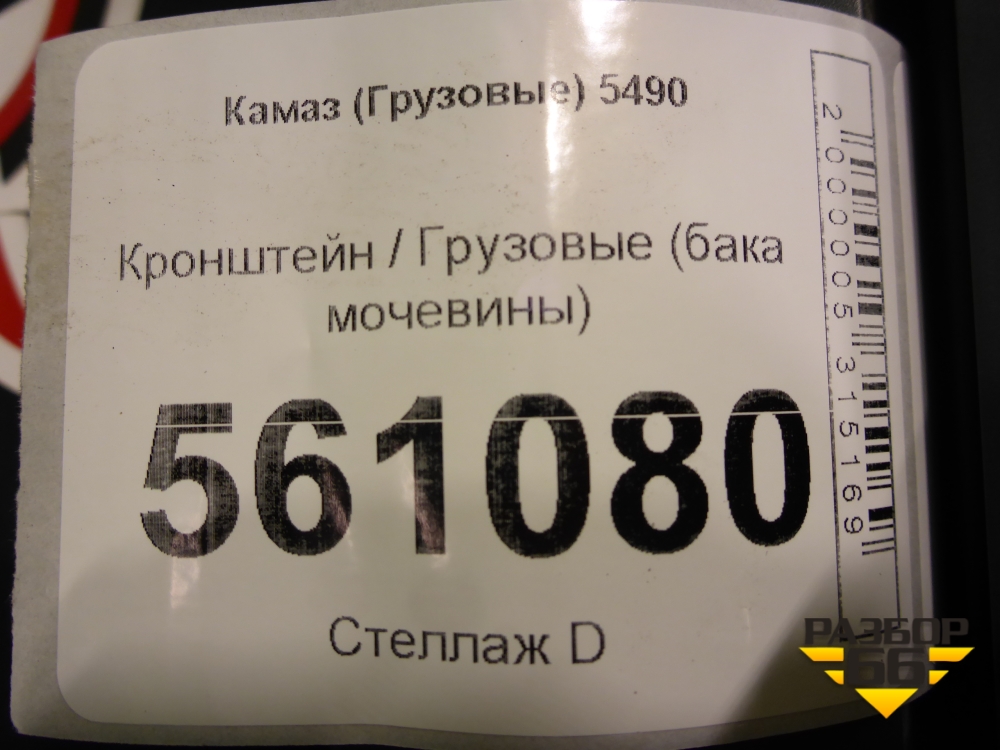 Камаз (Грузовые) 5490
Кронштейн / Грузовые (бака
мочевины)
561080
Стеллаж D
2000005315169
РАЗБОР
66